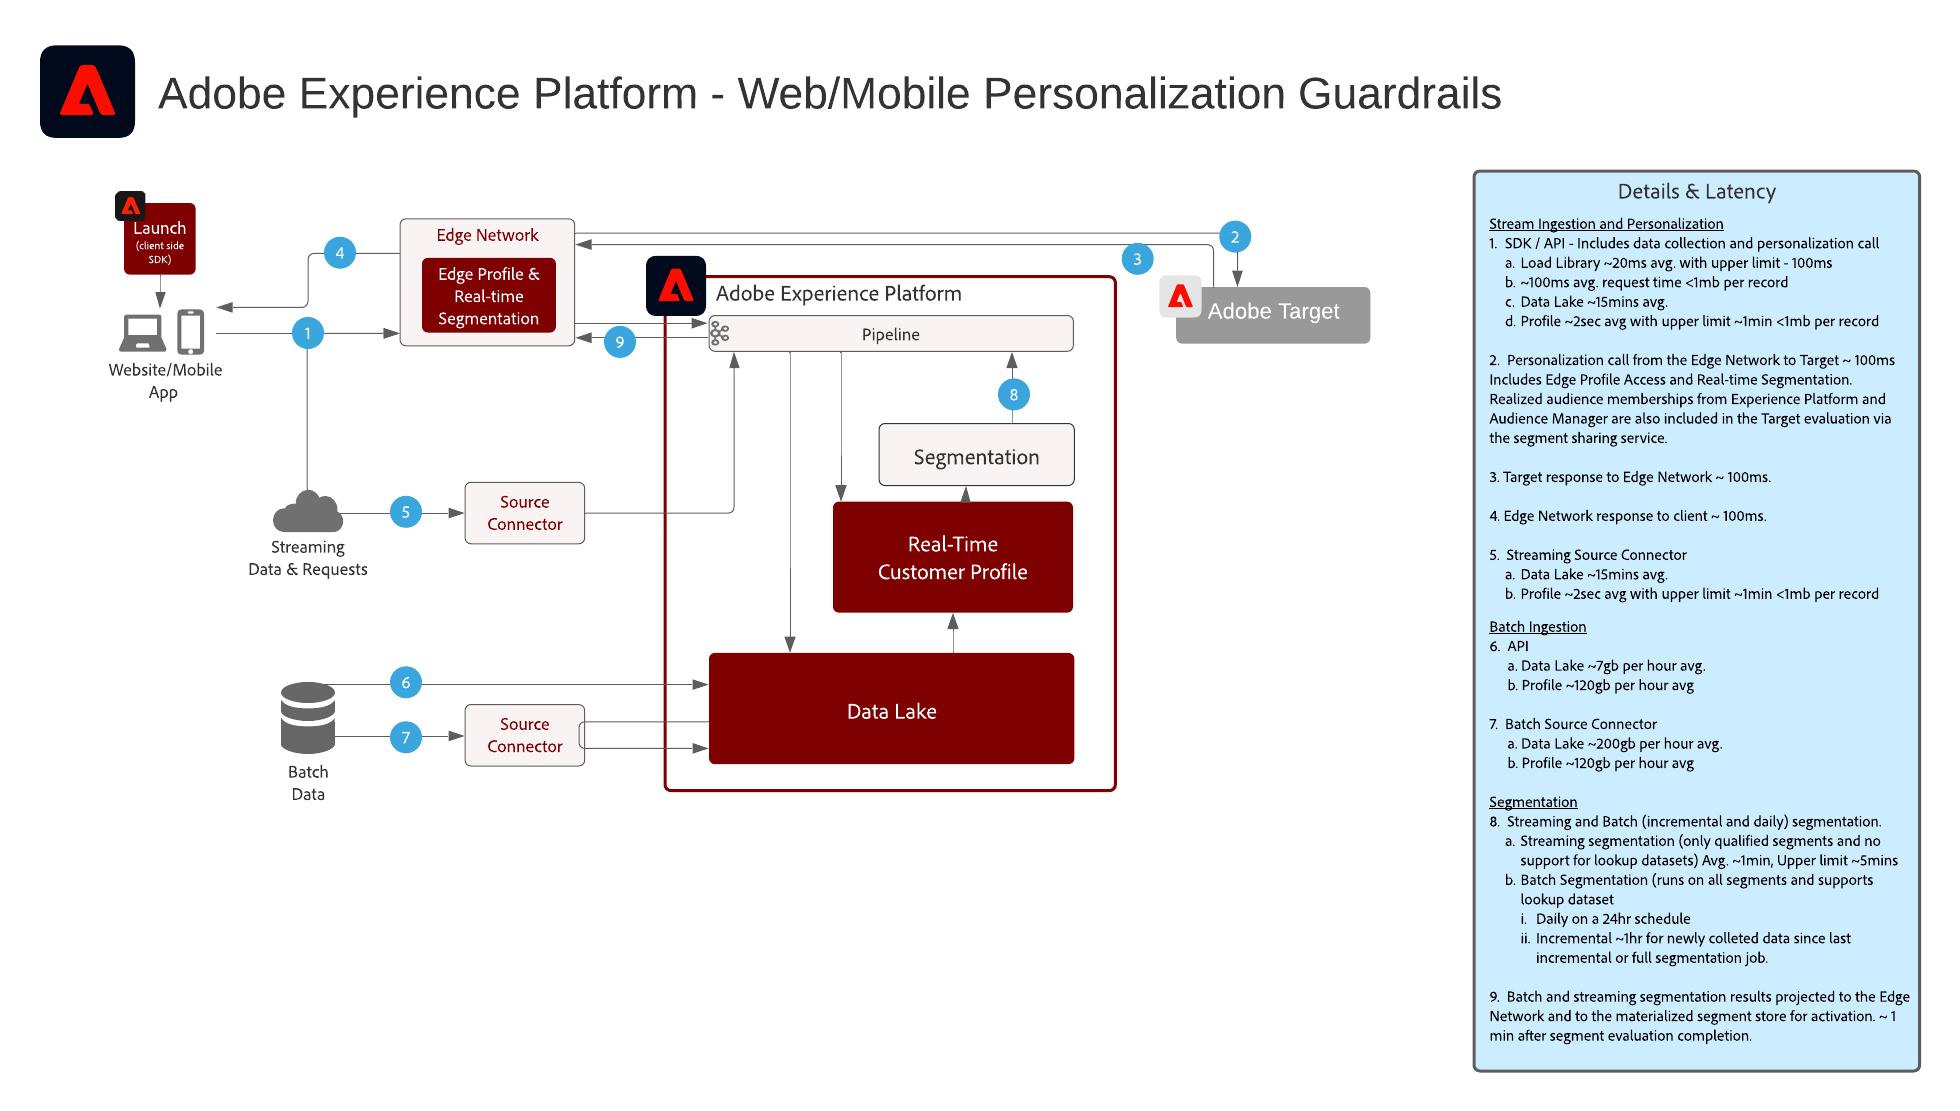 Adobe Experience Platform - Web/Mobile Personalization Guardrails
Launch
(client side
SDK)
Website/Mobile
App
4
1
Edge Network
Edge Profile &
Real-time
Segmentation
9
2
3
Adobe Target
Adobe Experience Platform
Pipeline
8
Segmentation
Real-Time
Customer Profile
Data Lake
Streaming
Data & Requests
5
Source
Connector
6
7
Source
Connector
Batch
Data
Details & Latency
Stream Ingestion and Personalization
1. SDK / API - Includes data collection and personalization call
a. Load Library ~20ms avg. with upper limit - 100ms
b. ~100ms avg. request time <1mb per record
c. Data Lake ~15mins avg.
d. Profile ~2sec avg with upper limit ~1min <1mb per record
2. Personalization call from the Edge Network to Target ~ 100ms
Includes Edge Profile Access and Real-time Segmentation.
Realized audience memberships from Experience Platform and
Audience Manager are also included in the Target evaluation via
the segment sharing service.
3. Target response to Edge Network ~ 100ms.
4. Edge Network response to client ~ 100ms.
5. Streaming Source Connector
a. Data Lake ~15mins avg.
b. Profile ~2sec avg with upper limit ~1min <1mb per record
Batch Ingestion
6. API
a. Data Lake ~7gb per hour avg.
b. Profile ~120gb per hour avg
7. Batch Source Connector
a. Data Lake ~200gb per hour avg.
b. Profile ~120gb per hour avg
Segmentation
8. Streaming and Batch (incremental and daily) segmentation.
a. Streaming segmentation (only qualified segments and no
support for lookup datasets) Avg. ~1min, Upper limit ~5mins
b. Batch Segmentation (runs on all segments and supports
lookup dataset
i. Daily on a 24hr schedule
ii. Incremental ~1hr for newly colleted data since last
incremental or full segmentation job.
9. Batch and streaming segmentation results projected to the Edge
Network and to the materialized segment store for activation. ~ 1
min after segment evaluation completion.